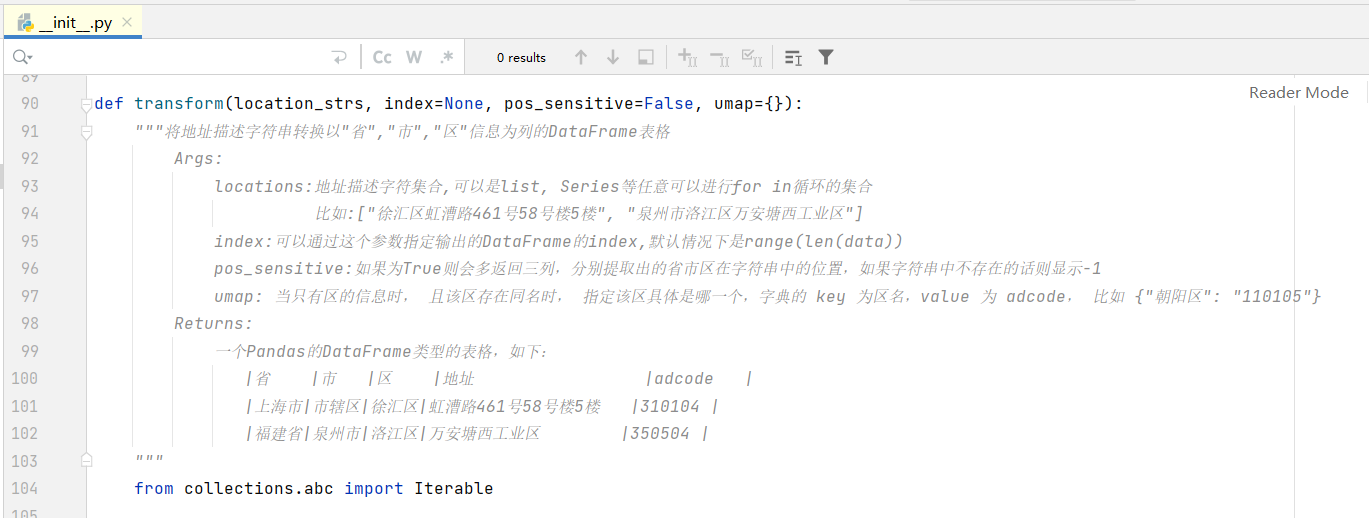 __init__.py
Cc W .* 0 results
89
Reader Mode
90 def transform(location_strs, index=None, pos_sensitive=False, umap={}):
91 """将地址描述字符串转换以"省","市","区"信息为列的DataFrame表格
92 Args:
93 locations:地址描述字符集合,可以是list, Series等任意可以进行for in循环的集合
94 比如:["徐汇区虹漕路461号58号楼5楼", "泉州市洛江区万安塘西工业区"]
95 index:可以通过这个参数指定输出的DataFrame的index,默认情况下是range(len(data))
96 pos_sensitive:如果为True则会多返回三列，分别提取出的省市区在字符串中的位置，如果字符串中不存在的话则显示-1
97 umap: 当只有区的信息时， 且该区存在同名时， 指定该区具体是哪一个，字典的 key 为区名，value 为 adcode， 比如 {"朝阳区": "110105"}
98 Returns:
99 一个Pandas的DataFrame类型的表格，如下：
100 |省 |市 |区 |地址 |adcode |
101 |上海市|市辖区|徐汇区|虹漕路461号58号楼5楼 |310104 |
102 |福建省|泉州市|洛江区|万安塘西工业区 |350504 |
103 """
104 from collections.abc import Iterable